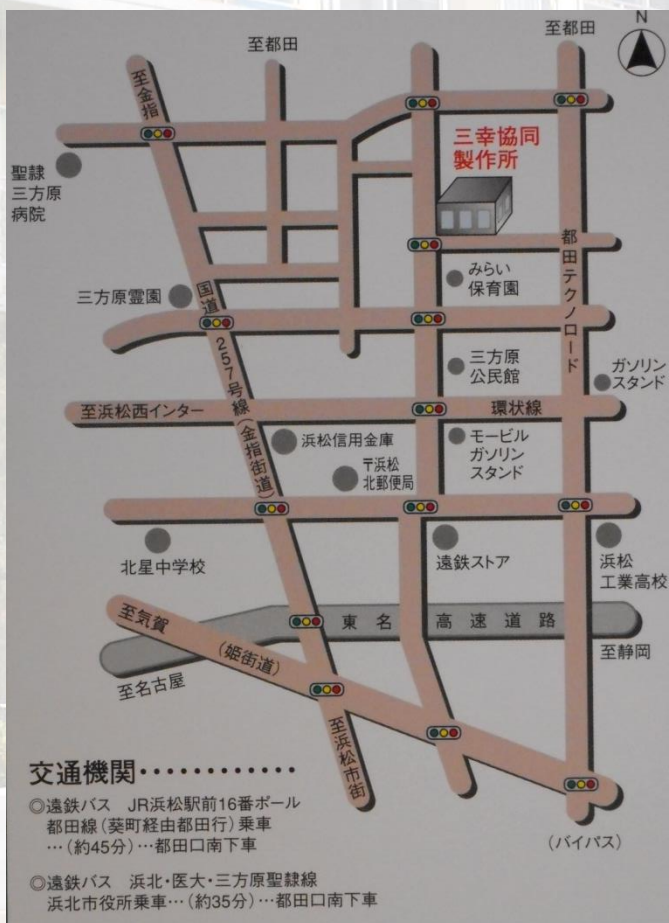 至都田
至都田
N
至金指
三幸協同
製作所
聖隷
三方原
病院
都田テクノロード
みらい
保育園
三方原霊園
国道257号線(金指街道)
三方原
公民館
ガソリン
スタンド
至浜松西インター
環状線
浜松信用金庫
モービル
ガソリン
スタンド
〒浜松
北郵便局
北星中学校
遠鉄ストア
浜松
工業高校
至気賀
(姫街道)
東名高速道路
至静岡
至名古屋
至浜松市街
(バイパス)
交通機関・・・・・・・・・・・・
◎遠鉄バス JR浜松駅前16番ポール
都田線(葵町経由都田行)乗車
…(約45分)…都田口南下車
◎遠鉄バス 浜北・医大・三方原聖隷線
浜北市役所乗車…(約35分)…都田口南下車